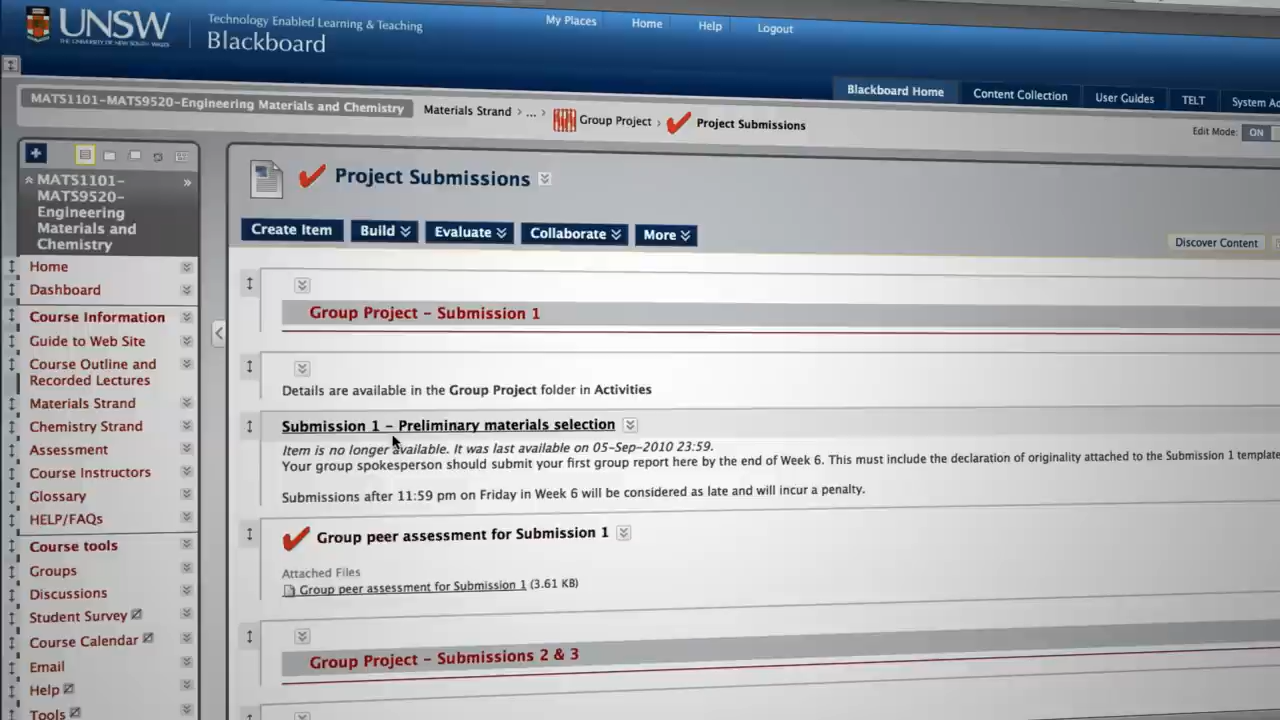 UNSW
THE UNIVERSITY OF NEW SOUTH WALES
Technology Enabled Learning & Teaching
Blackboard
My Places
Home
Help
Logout
Blackboard Home
Content Collection
User Guides
TELT
System
MATS1101-MATS9520-Engineering Materials and Chemistry
Materials Strand > ... > Group Project > Project Submissions
Edit Mode: ON
MATS1101-
MATS9520-
Engineering
Materials and
Chemistry
Home
Dashboard
Course Information
Guide to Web Site
Course Outline and
Recorded Lectures
Materials Strand
Chemistry Strand
Assessment
Course Instructors
Glossary
HELP/FAQs
Course tools
Groups
Discussions
Student Survey
Course Calendar
Email
Help
Tools
Project Submissions
Create Item
Build
Evaluate
Collaborate
More
Discover Content
Group Project - Submission 1
Details are available in the Group Project folder in Activities
Submission 1 - Preliminary materials selection
Item is no longer available. It was last available on 05-Sep-2010 23:59.
Your group spokesperson should submit your first group report here by the end of Week 6. This must include the declaration of originality attached to the Submission 1 template
Submissions after 11:59 pm on Friday in Week 6 will be considered as late and will incur a penalty.
Group peer assessment for Submission 1
Attached Files
Group peer assessment for Submission 1 (3.61 KB)
Group Project - Submissions 2 & 3